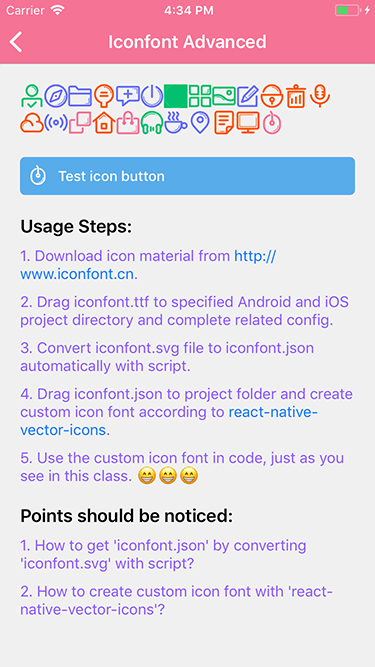 Carrier 4:34 PM
Iconfont Advanced
Test icon button
Usage Steps:
1. Download icon material from http://
www.iconfont.cn.
2. Drag iconfont.ttf to specified Android and iOS
project directory and complete related config.
3. Convert iconfont.svg file to iconfont.json
automatically with script.
4. Drag iconfont.json to project folder and create
custom icon font according to react-native-
vector-icons.
5. Use the custom icon font in code, just as you
see in this class. 😁😁😁
Points should be noticed:
1. How to get 'iconfont.json' by converting
'iconfont.svg' with script?
2. How to create custom icon font with 'react-
native-vector-icons'?